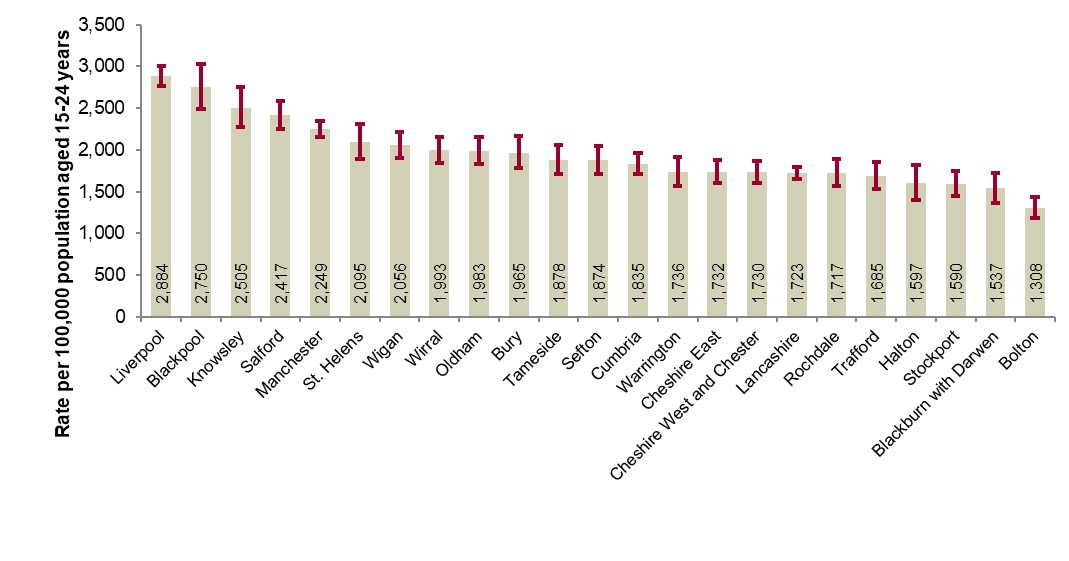 Rate per 100,000 population aged 15-24 years
3,500
3,000
2,500
2,000
1,500
1,000
500
0
2,884
2,750
2,505
2,417
2,249
2,095
2,056
1,993
1,983
1,965
1,878
1,874
1,835
1,736
1,732
1,730
1,723
1,717
1,685
1,597
1,590
1,537
1,308
Liverpool
Blackpool
Knowsley
Salford
Manchester
St. Helens
Wigan
Wirral
Oldham
Bury
Tameside
Sefton
Cumbria
Warrington
Cheshire East
Cheshire West and Chester
Lancashire
Rochdale
Trafford
Halton
Stockport
Blackburn with Darwen
Bolton